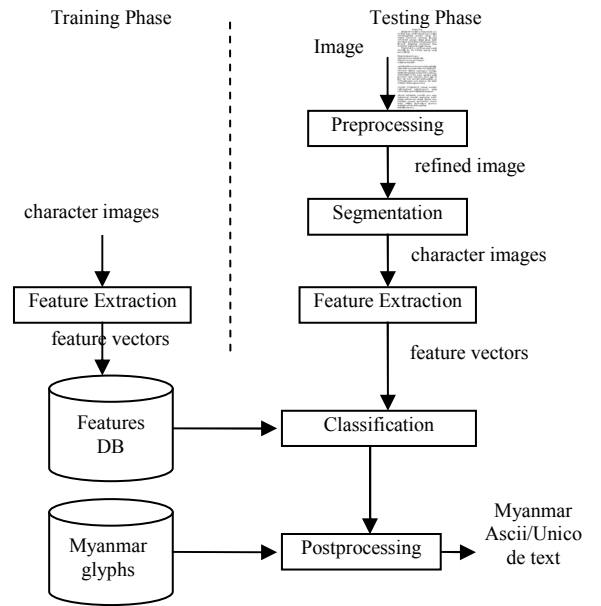 Training Phase
Testing Phase
Image
Preprocessing
refined image
Segmentation
character images
character images
Feature Extraction
Feature Extraction
feature vectors
feature vectors
Features
DB
Classification
Myanmar
glyphs
Postprocessing
Myanmar
Ascii/Unico
de text